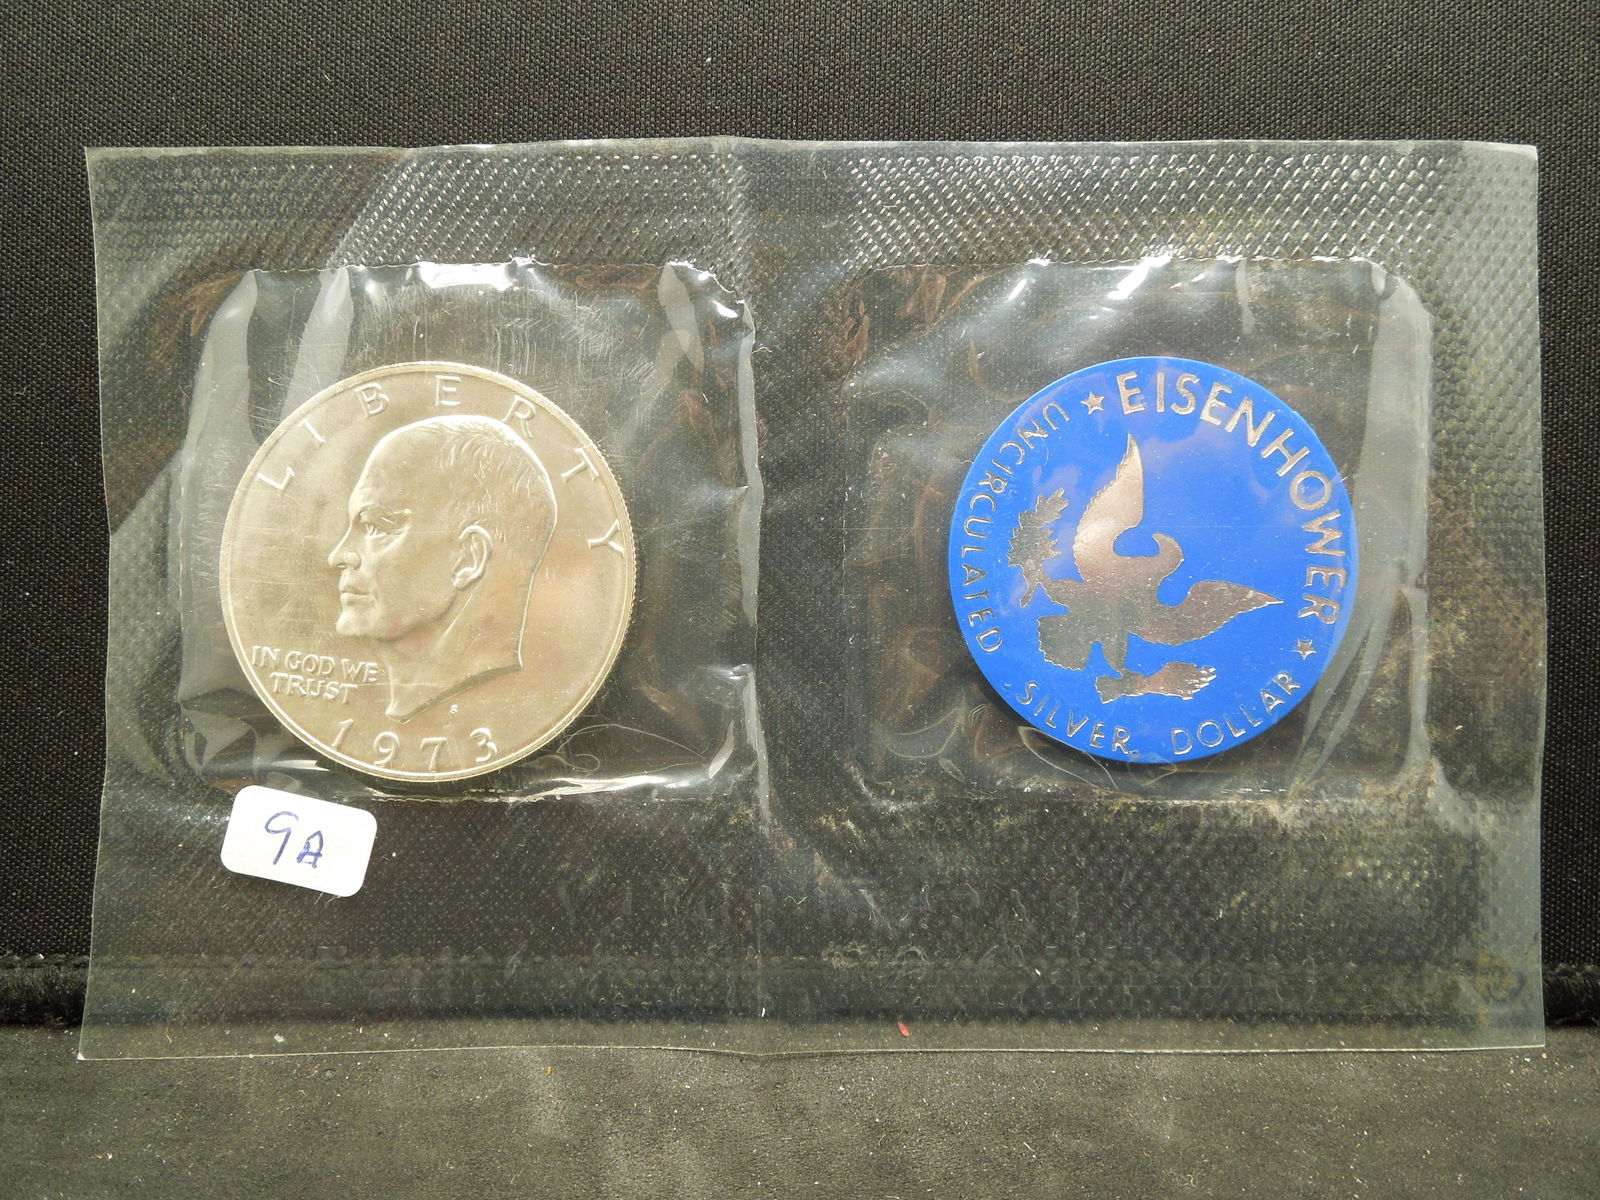 LIBERTY
IN GOD WE
TRUST
S
1973
9A
★ EISENHOWER ★
UNCIRCULATED SILVER DOLLAR